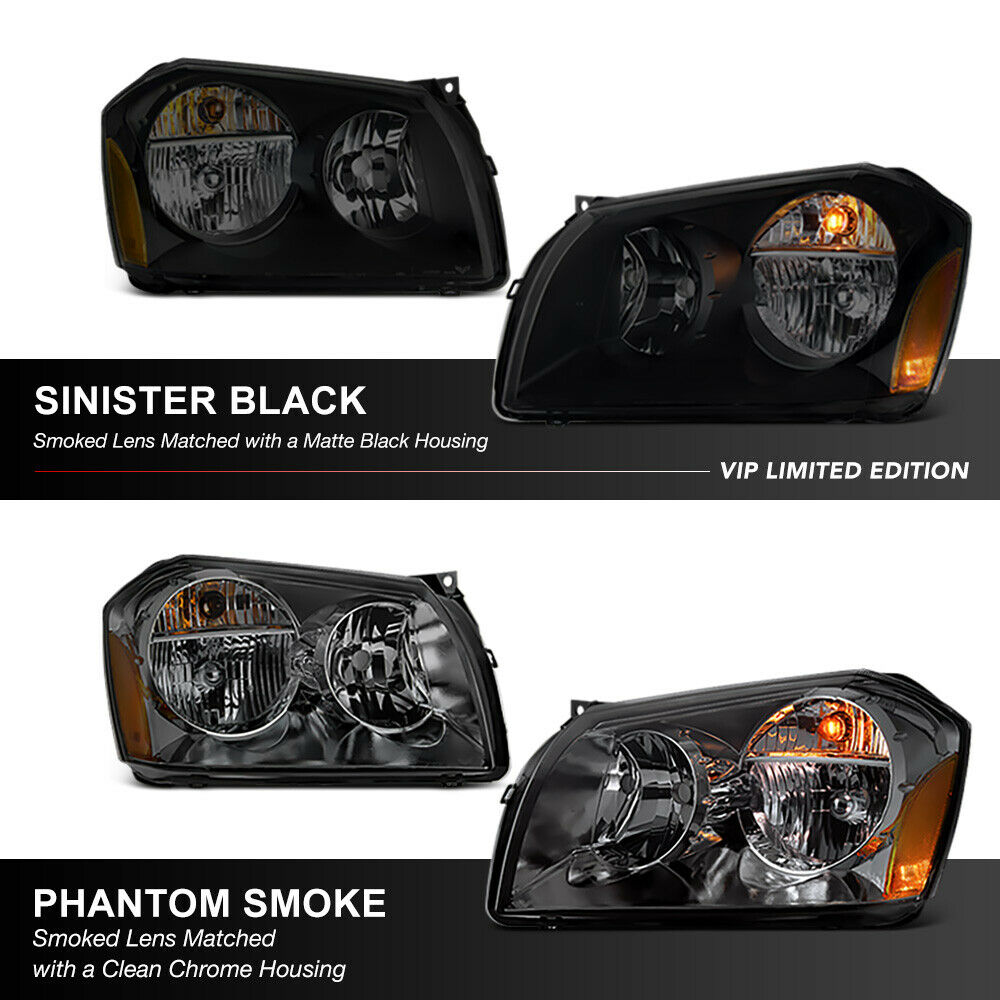 SINISTER BLACK
Smoked Lens Matched with a Matte Black Housing
VIP LIMITED EDITION
PHANTOM SMOKE
Smoked Lens Matched
with a Clean Chrome Housing